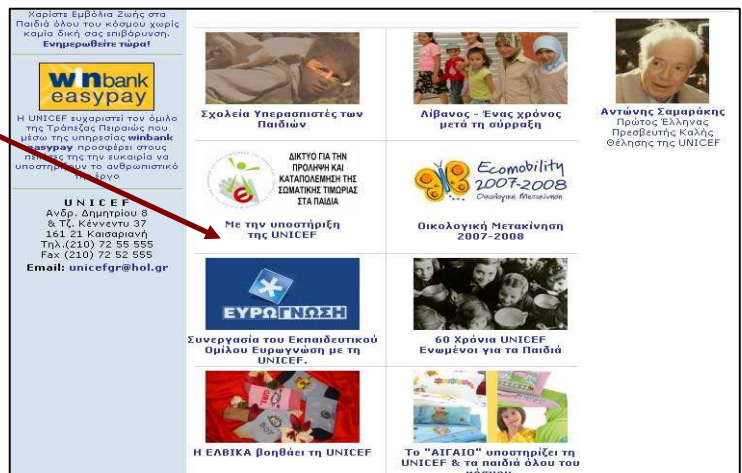 Χαρίστε Εμβόλια Ζωής στα
Παιδιά όλου του κόσμου χωρίς
καμία δική σας επιβάρυνση.
Ενημερωθείτε τώρα!
winbank
easypay
Η UNICEF ευχαριστεί τον όμιλο
της Τράπεζας Πειραιώς που
μέσω της υπηρεσίας winbank
easypay προσφέρει στους
πελάτες της την ευκαιρία να
υποστηρίξουν το ανθρωπιστικό
της έργο
UNICEF
Ανδρ. Δημητρίου 8
& Τζ. Κέννεντυ 37
161 21 Καισαριανή
Τηλ.(210) 72 55 555
Fax (210) 72 52 555
Email: unicefgr@hol.gr
Σχολεία Υπερασπιστές των
Παιδιών
Λίβανος - Ένας χρόνος
μετά τη σύρραξη
ΔΙΚΤΥΟ ΓΙΑ ΤΗΝ
ΠΡΟΛΗΨΗ ΚΑΙ
ΚΑΤΑΠΟΛΕΜΗΣΗ ΤΗΣ
ΣΩΜΑΤΙΚΗΣ ΤΙΜΩΡΙΑΣ
ΣΤΑ ΠΑΙΔΙΑ
Με την υποστήριξη
της UNICEF
Ecomobility
2007-2008
Οικολογική Μετακίνηση
Οικολογική Μετακίνηση
2007-2008
ΕΥΡΩΓΝΩΣΗ
Συνεργασία του Εκπαιδευτικού
Ομίλου Ευρωγνώση με τη
UNICEF.
60 Χρόνια UNICEF
Ενωμένοι για τα Παιδιά
GIRL
BOY
Η ΕΛΒΙΚΑ βοηθάει τη UNICEF
Το "ΑΙΓΑΙΟ" υποστηρίζει τη
UNICEF & τα παιδιά όλου του
κόσμου
Αντώνης Σαμαράκης
Πρώτος Έλληνας
Πρεσβευτής Καλής
Θέλησης της UNICEF